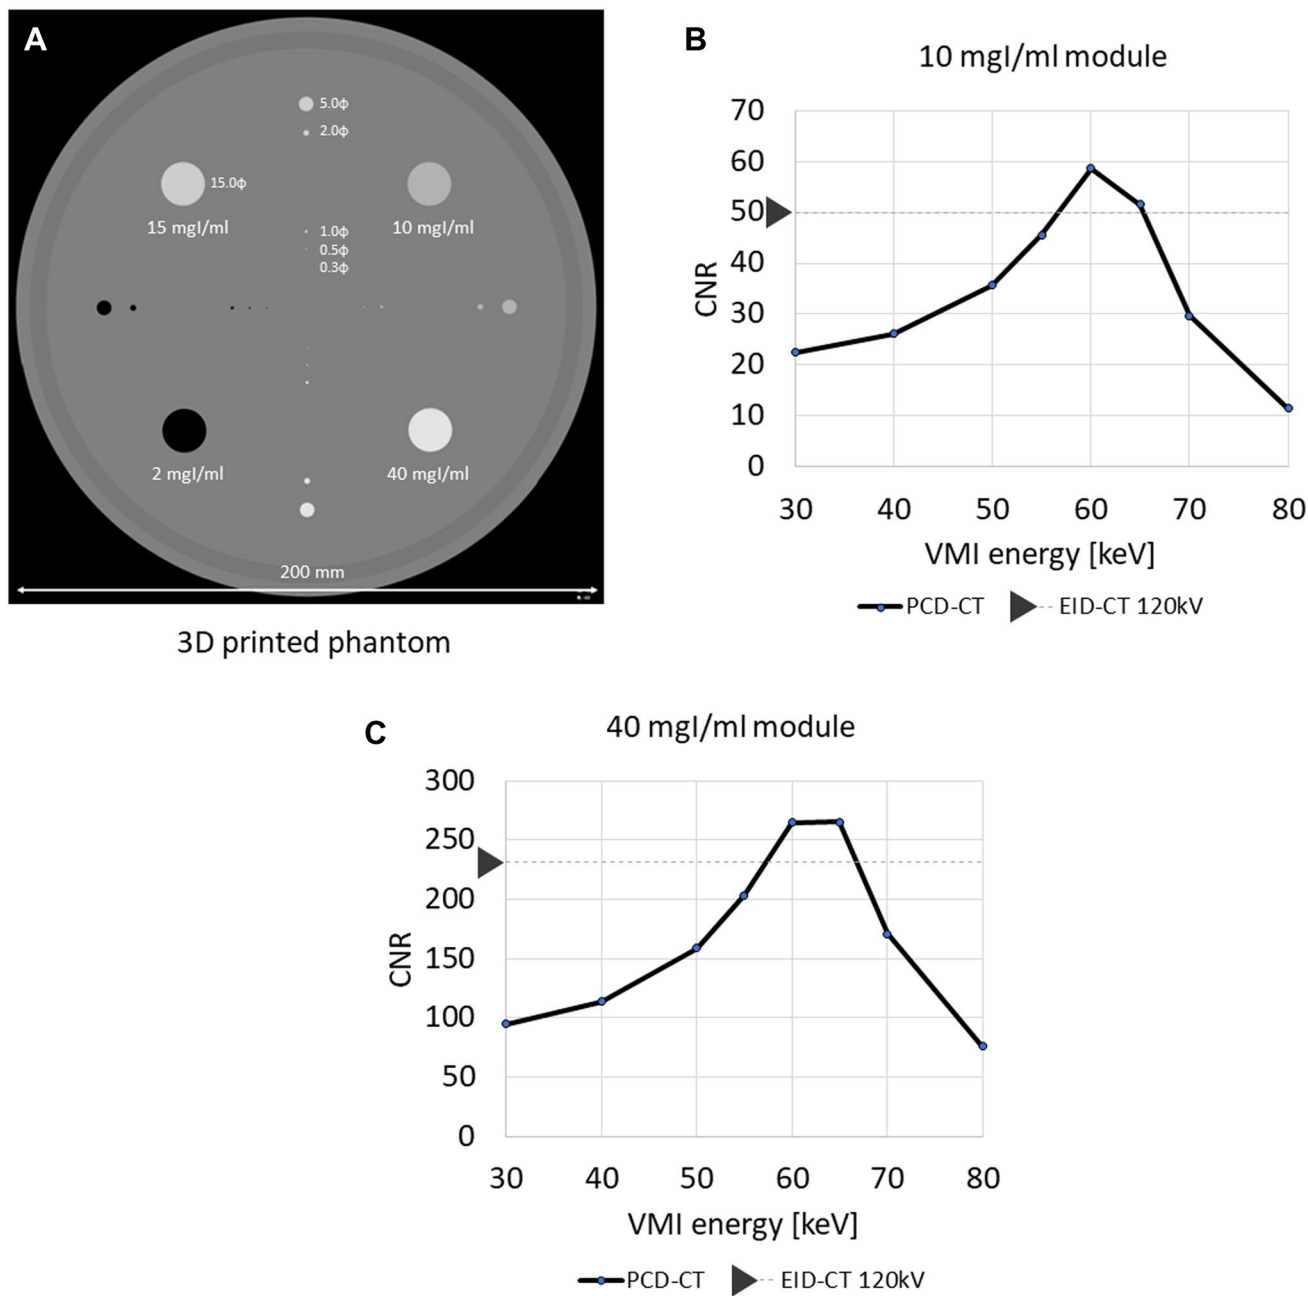 A
5.0ϕ
2.0ϕ
15.0ϕ
15 mgI/ml
10 mgI/ml
1.0ϕ
0.5ϕ
0.3ϕ
2 mgI/ml
40 mgI/ml
200 mm
3D printed phantom
B
10 mgI/ml module
70
60
50
40
30
20
10
0
CNR
30 40 50 60 70 80
VMI energy [keV]
PCD-CT EID-CT 120kV
C
40 mgI/ml module
300
250
200
150
100
50
0
CNR
30 40 50 60 70 80
VMI energy [keV]
PCD-CT EID-CT 120kV